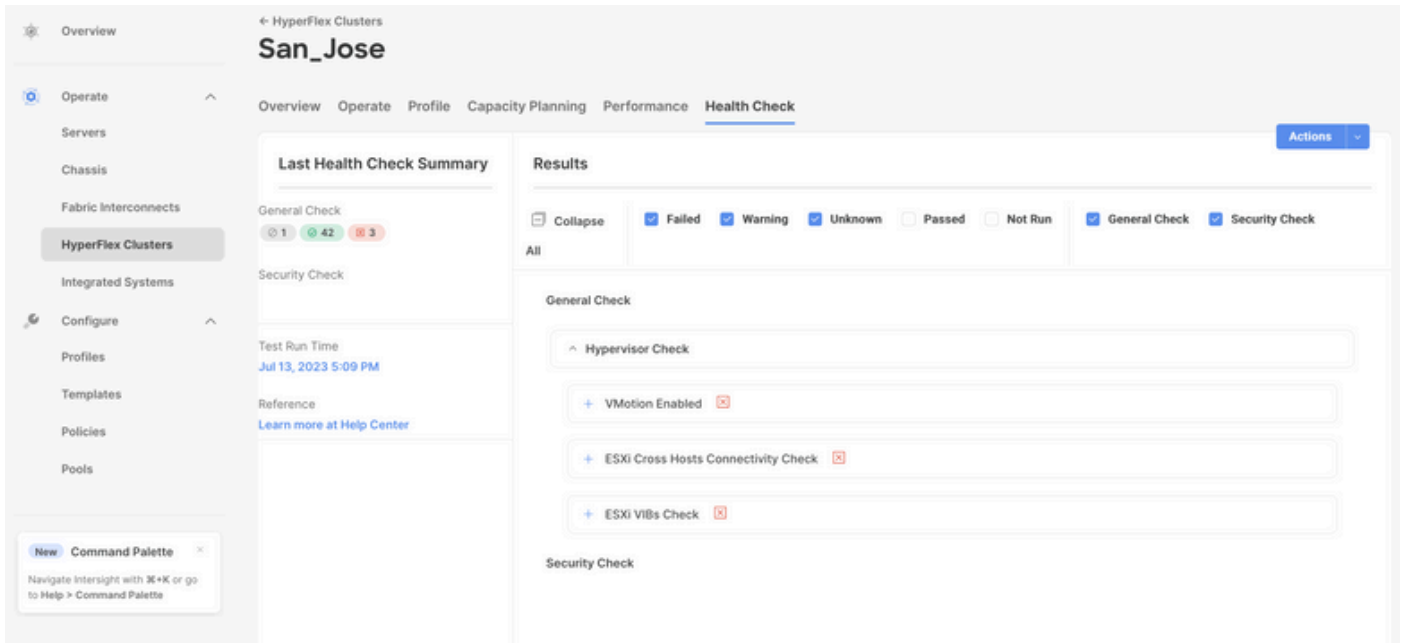 Overview
Operate
Servers
Chassis
Fabric Interconnects
HyperFlex Clusters
Integrated Systems
Configure
Profiles
Templates
Policies
Pools
New Command Palette
Navigate Intersight with ⌘+K or go
to Help > Command Palette
← HyperFlex Clusters
San_Jose
Overview Operate Profile Capacity Planning Performance Health Check
Actions
Last Health Check Summary
General Check
1 42 3
Security Check
Test Run Time
Jul 13, 2023 5:09 PM
Reference
Learn more at Help Center
Results
Collapse
All
Failed Warning Unknown Passed Not Run General Check Security Check
General Check
Hypervisor Check
+ VMotion Enabled
+ ESXi Cross Hosts Connectivity Check
+ ESXi VIBs Check
Security Check